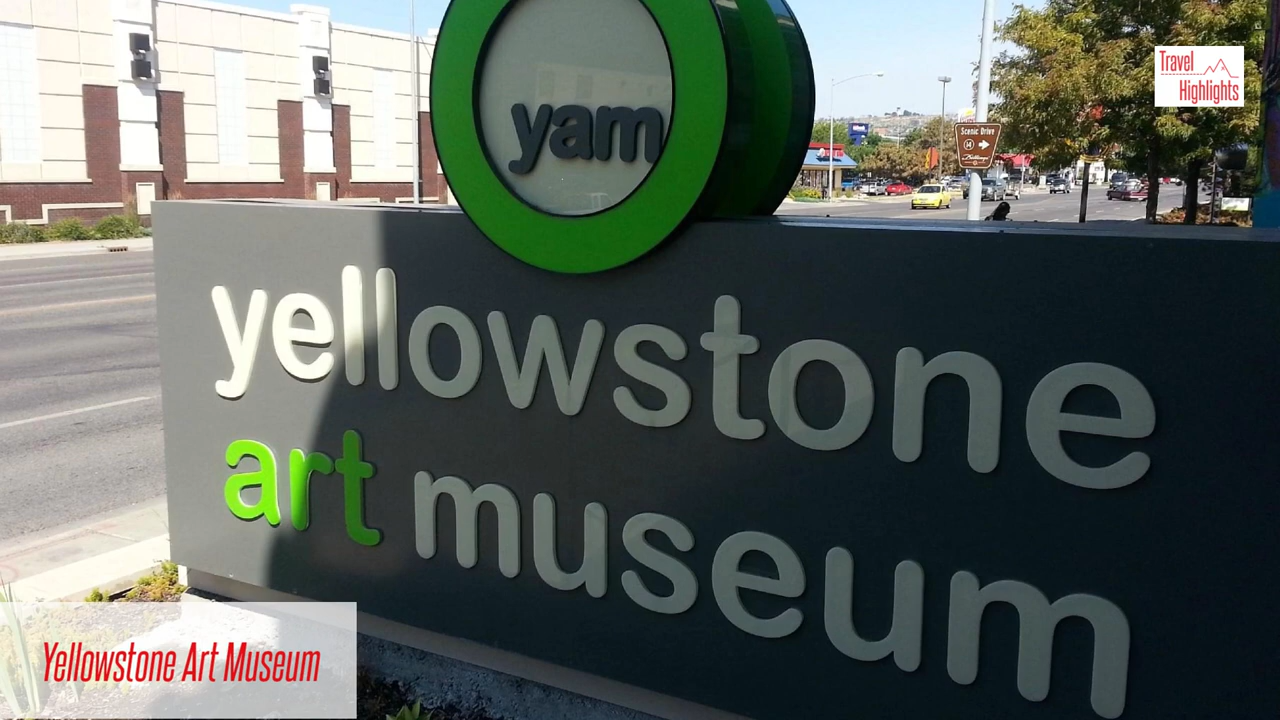 yam
Travel
Highlights
Scenic Drive
yellowstone
art museum
Yellowstone Art Museum